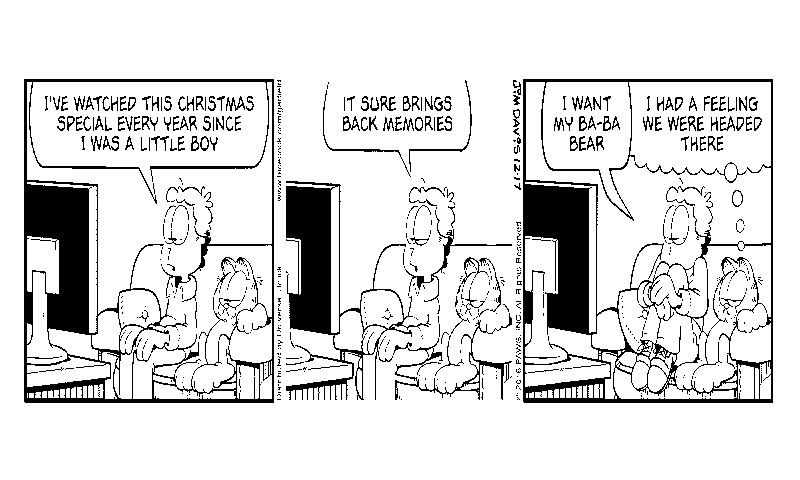 I'VE WATCHED THIS CHRISTMAS
SPECIAL EVERY YEAR SINCE
I WAS A LITTLE BOY
IT SURE BRINGS
BACK MEMORIES
JIM DAVIS 12-17
I WANT
MY BA-BA
BEAR
I HAD A FEELING
WE WERE HEADED
THERE